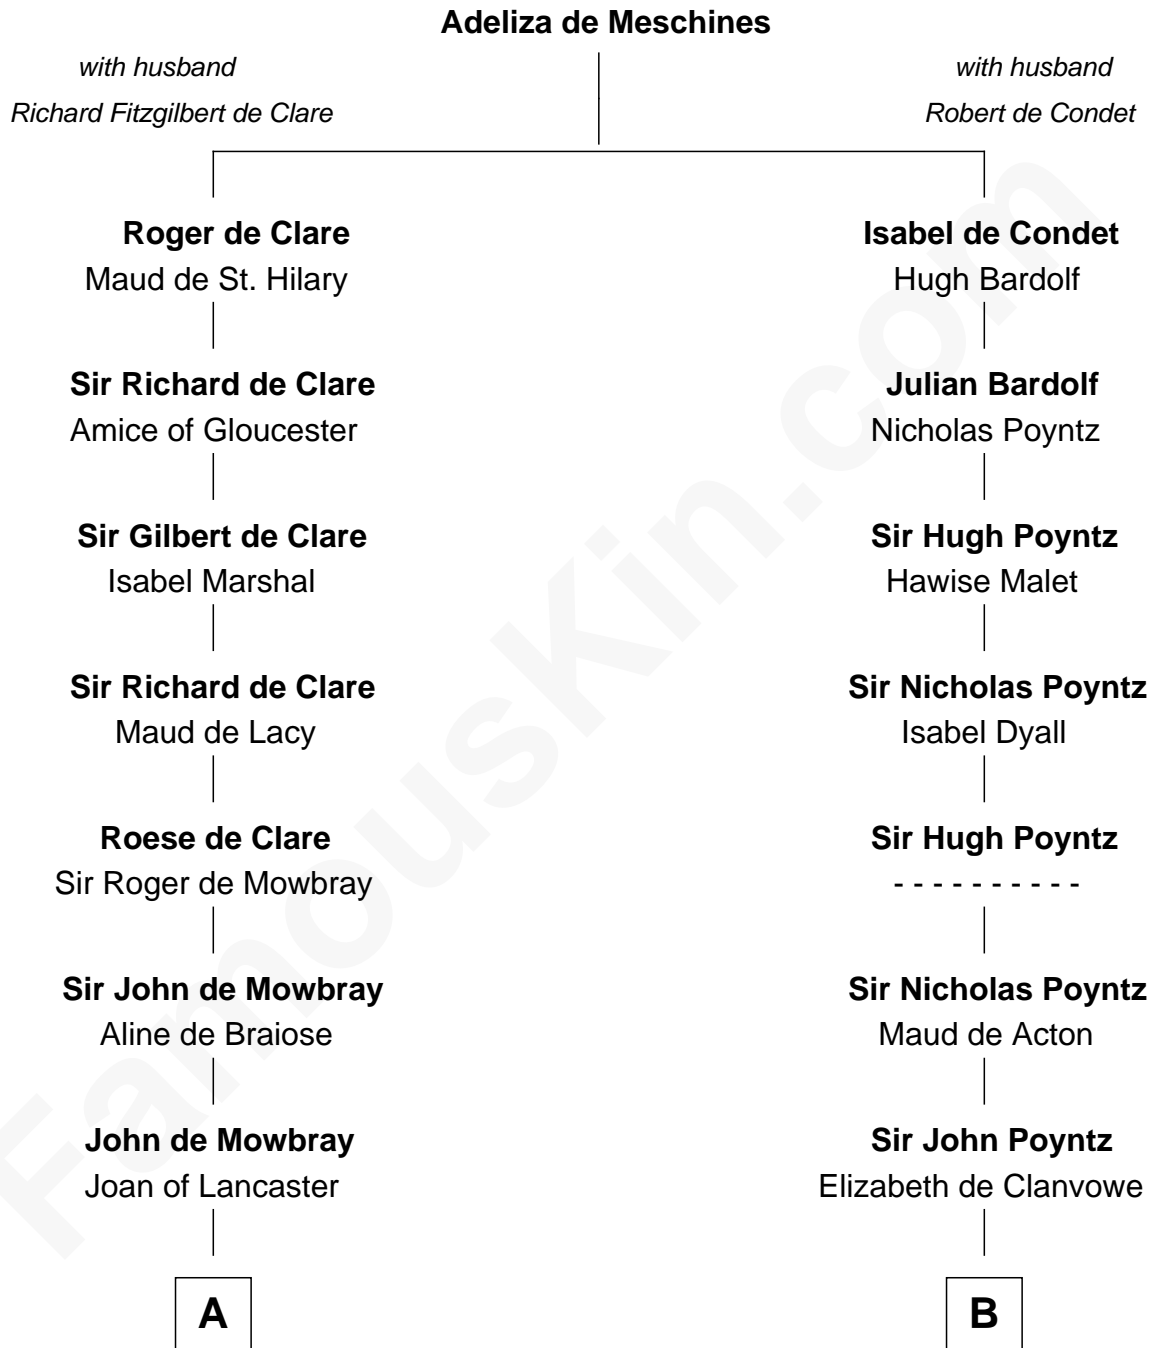 Adeliza de Meschines
with husband
Richard Fitzgilbert de Clare
with husband
Robert de Condet
Roger de Clare
Maud de St. Hilary
Isabel de Condet
Hugh Bardolf
Sir Richard de Clare
Amice of Gloucester
Julian Bardolf
Nicholas Poyntz
Sir Gilbert de Clare
Isabel Marshal
Sir Hugh Poyntz
Hawise Malet
Sir Richard de Clare
Maud de Lacy
Sir Nicholas Poyntz
Isabel Dyall
Roese de Clare
Sir Roger de Mowbray
Sir Hugh Poyntz
- - - - - - - - - -
Sir John de Mowbray
Aline de Braiose
Sir Nicholas Poyntz
Maud de Acton
John de Mowbray
Joan of Lancaster
Sir John Poyntz
Elizabeth de Clanvowe
A
B
FamousKin.com